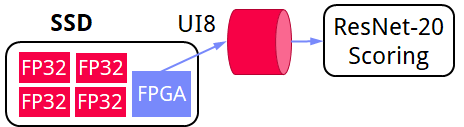 SSD
UI8
FP32 FP32
FP32 FP32
FPGA
ResNet-20
Scoring